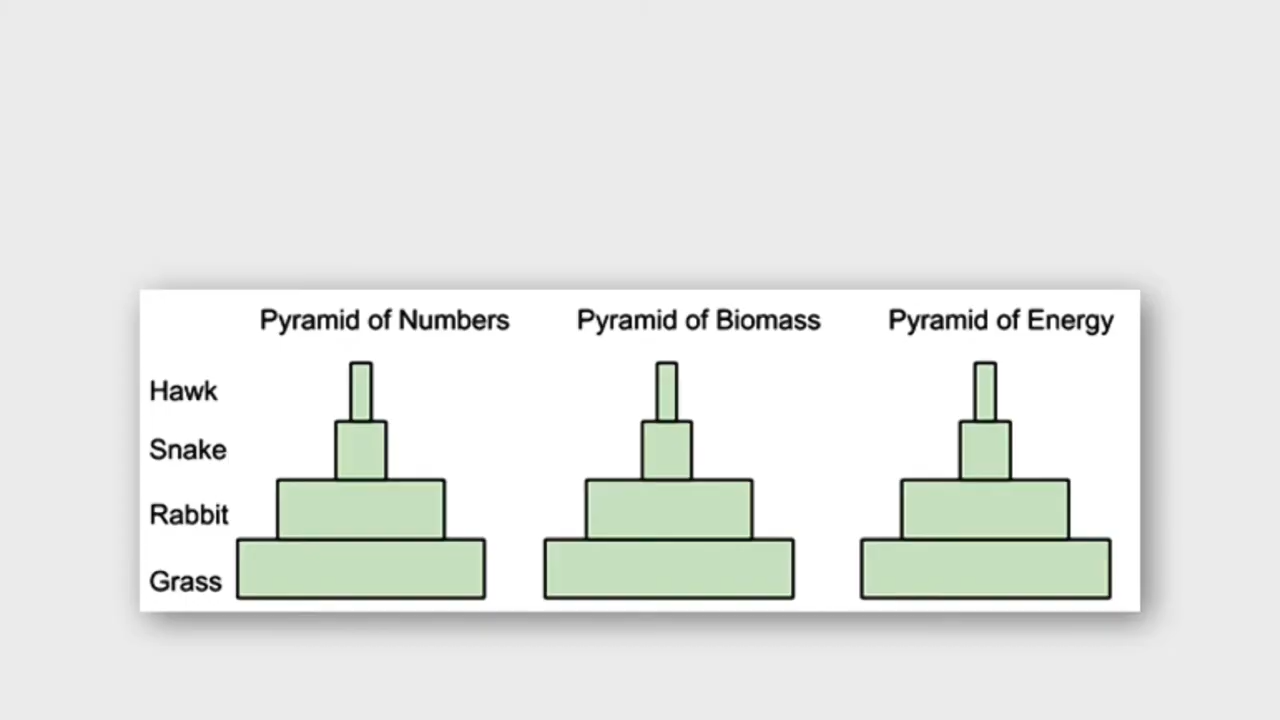 Pyramid of Numbers Pyramid of Biomass Pyramid of Energy
Hawk
Snake
Rabbit
Grass